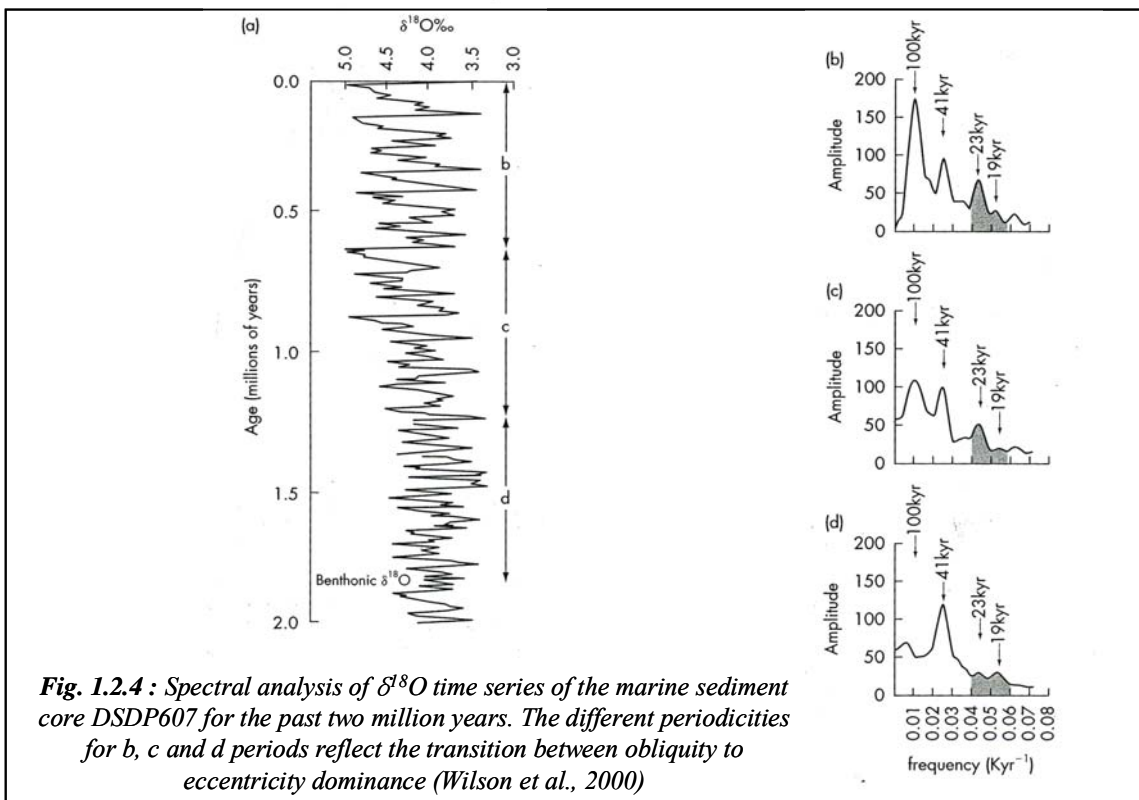 (a)
δ¹⁸O‰
5.0
4.5
4.0
3.5
3.0
0.0
0.5
1.0
1.5
2.0
Age (millions of years)
b
c
d
Benthonic δ¹⁸O
(b)
200
150
100
50
0
Amplitude
100kyr
41kyr
23kyr
19kyr
(c)
200
150
100
50
0
Amplitude
100kyr
41kyr
23kyr
19kyr
(d)
200
150
100
50
0
Amplitude
100kyr
41kyr
23kyr
19kyr
0.01
0.02
0.03
0.04
0.05
0.06
0.07
0.08
frequency (Kyr⁻¹)
Fig. 1.2.4 : Spectral analysis of δ¹⁸O time series of the marine sediment
core DSDP607 for the past two million years. The different periodicities
for b, c and d periods reflect the transition between obliquity to
eccentricity dominance (Wilson et al., 2000)